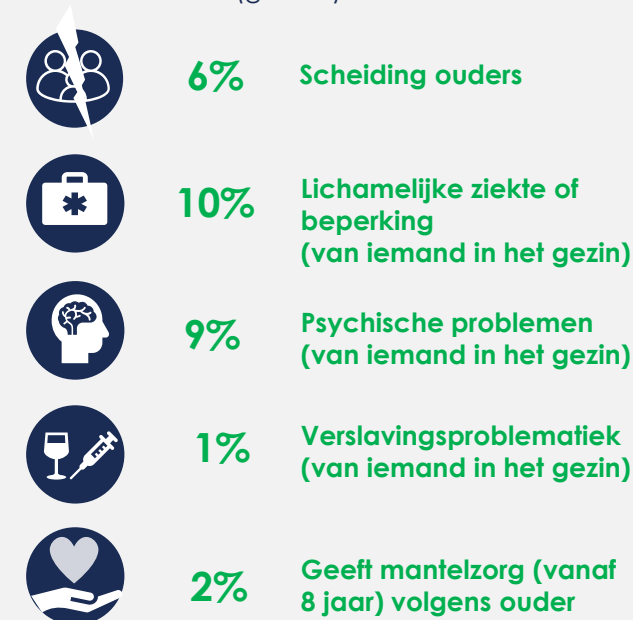 6% Scheiding ouders
10% Lichamelijke ziekte of
beperking
(van iemand in het gezin)
9% Psychische problemen
(van iemand in het gezin)
1% Verslavingsproblematiek
(van iemand in het gezin)
2% Geeft mantelzorg (vanaf
8 jaar) volgens ouder